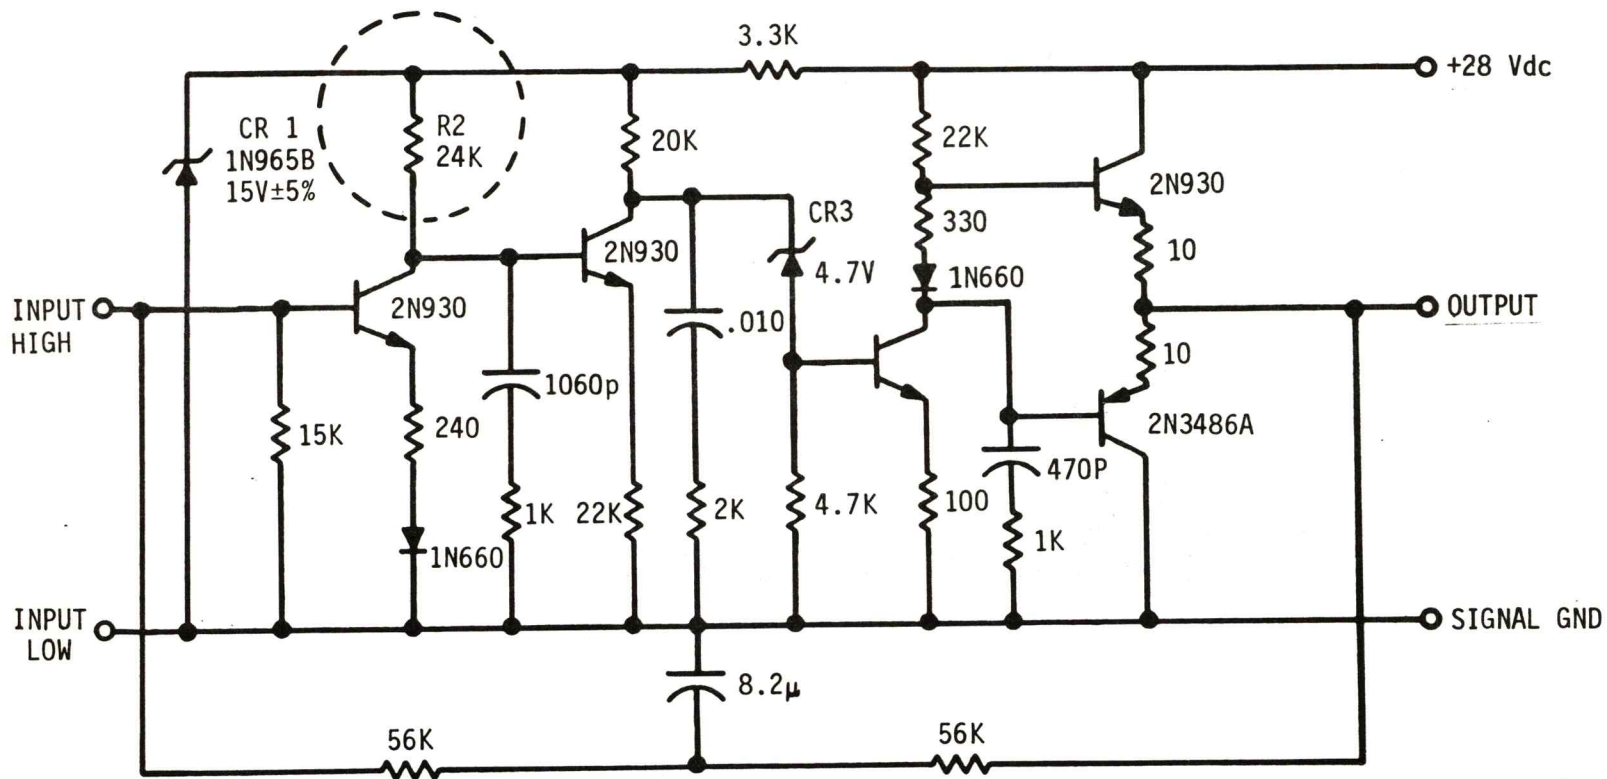 3.3K
+28 Vdc
CR 1
1N965B
15V±5%
R2
24K
20K
22K
2N930
CR3
330
10
2N930
4.7V
1N660
INPUT
HIGH
2N930
.010
OUTPUT
10
1060p
15K
240
2N3486A
470P
1K
22K
2K
4.7K
100
1K
1N660
INPUT
LOW
SIGNAL GND
8.2μ
56K
56K